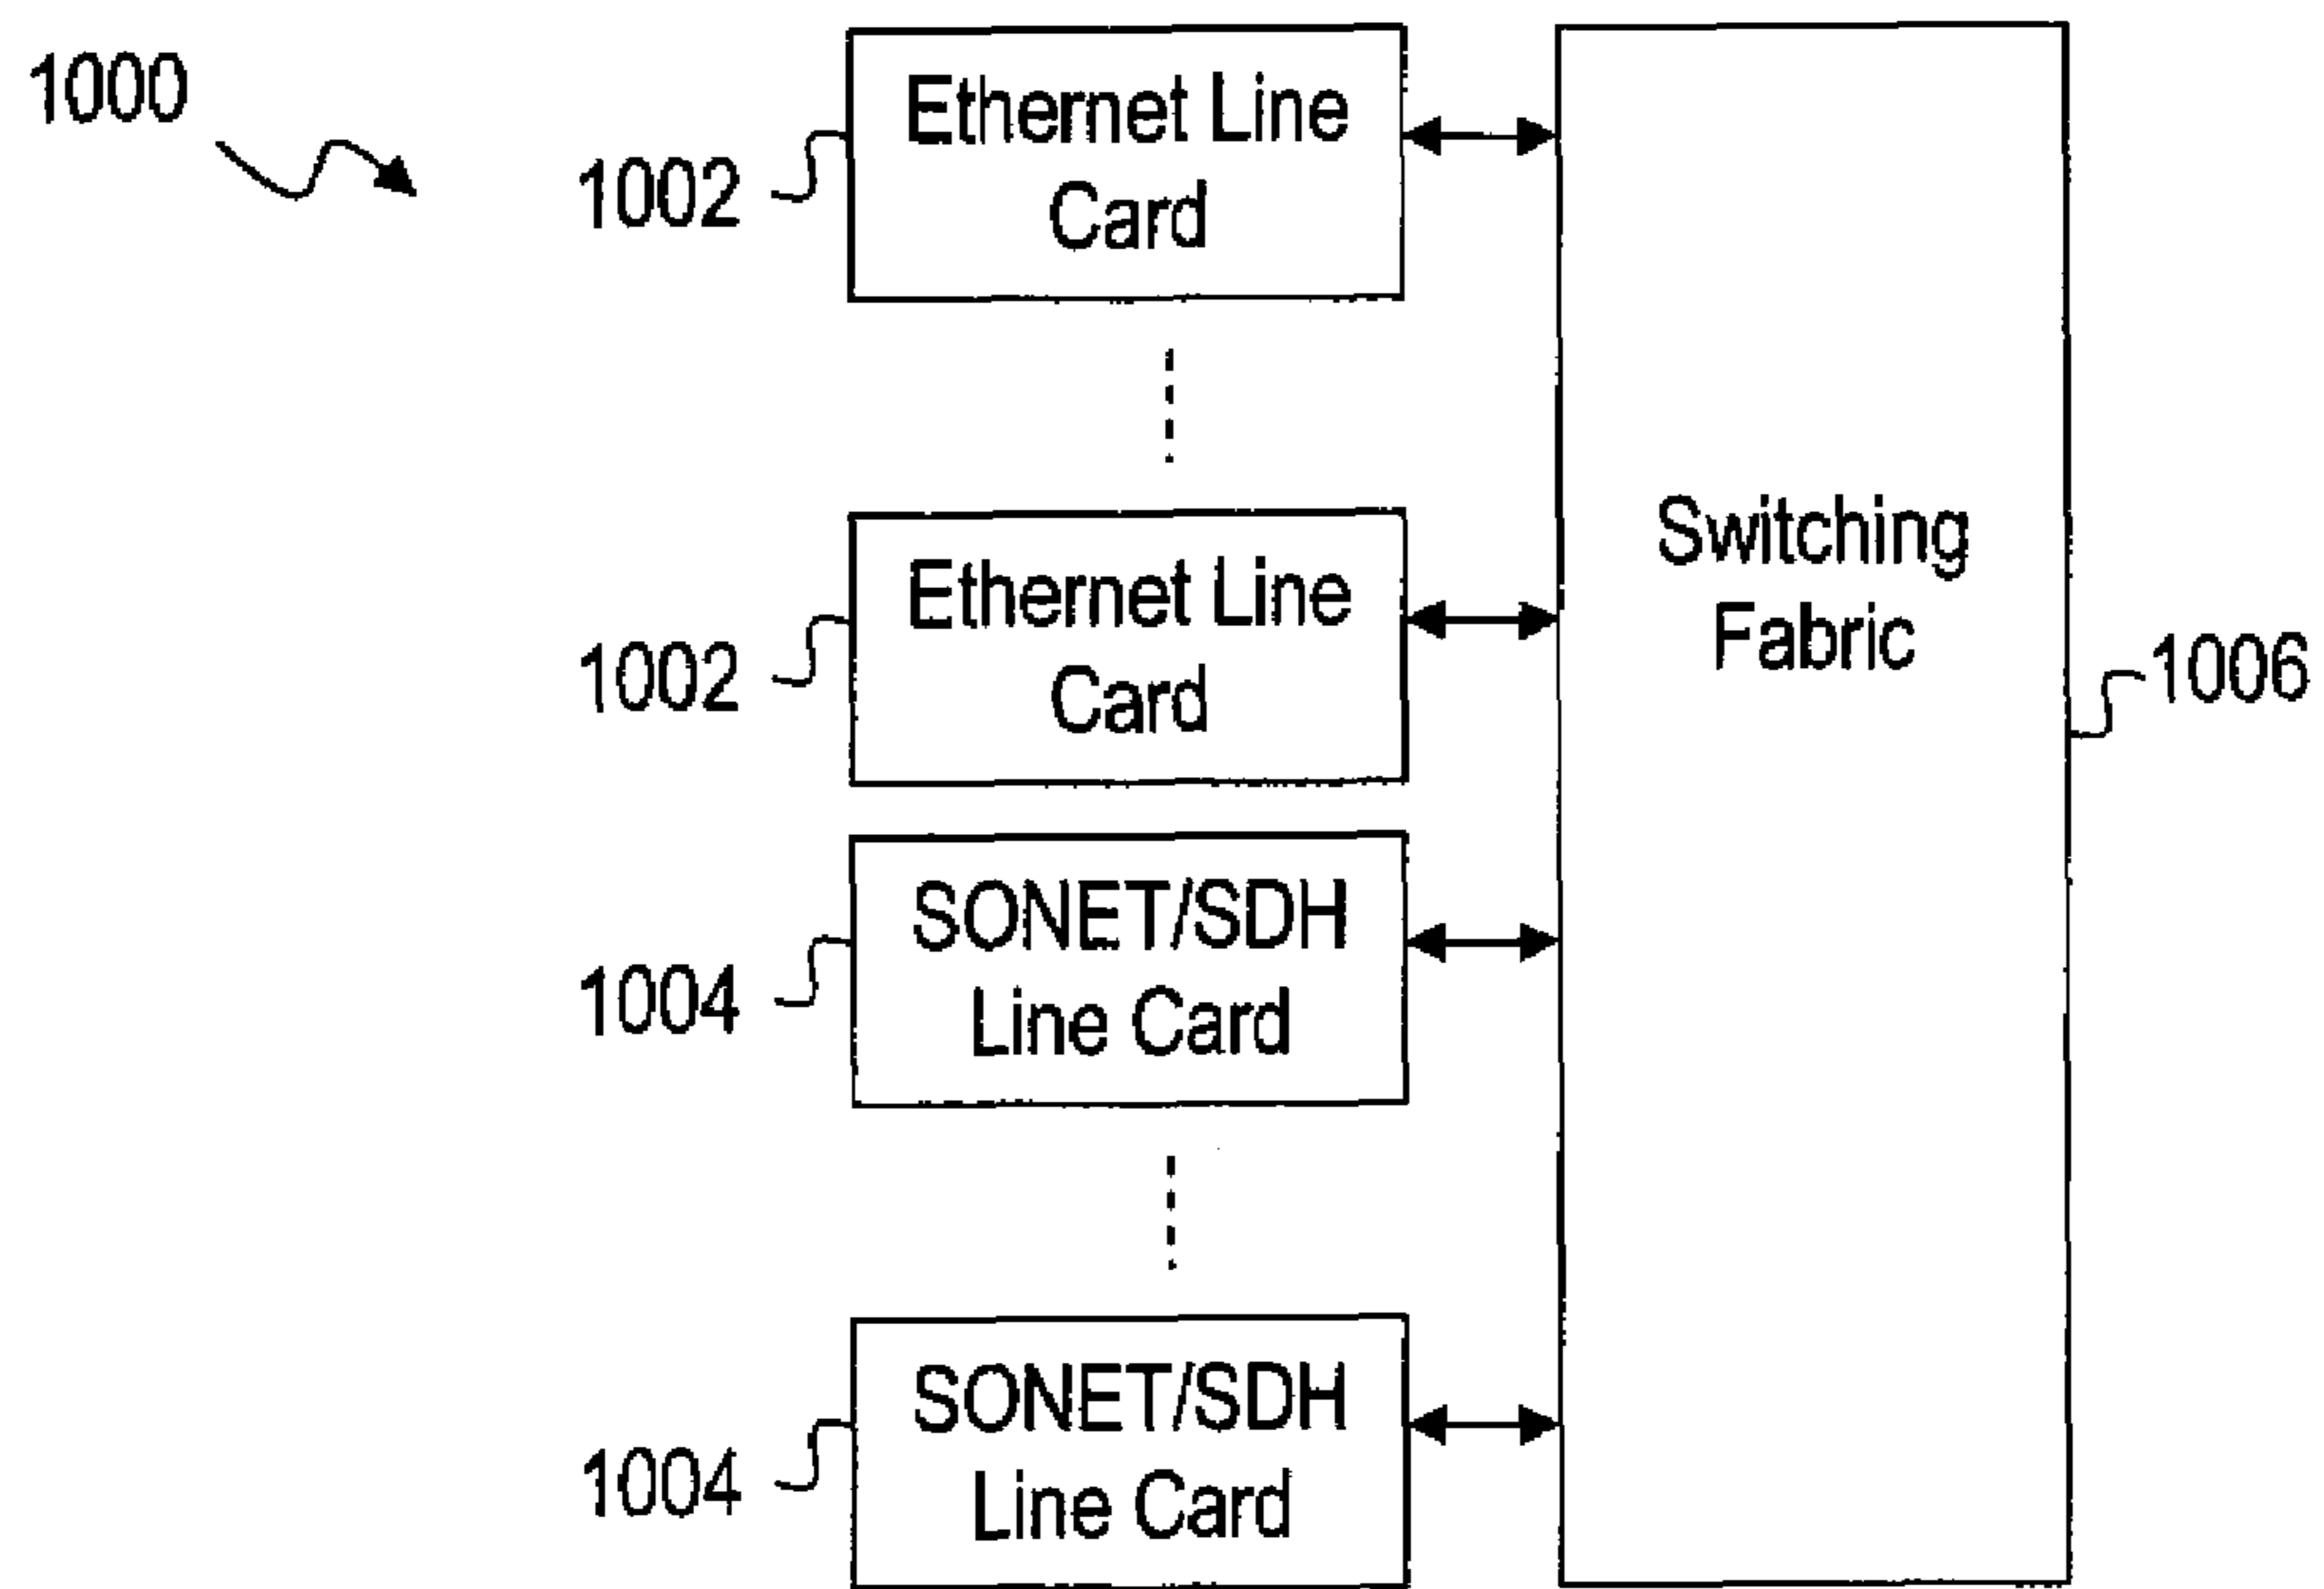 1000
1002
Ethernet Line
Card
1002
Ethernet Line
Card
Switching
Fabric
1006
1004
SONET/SDH
Line Card
1004
SONET/SDH
Line Card